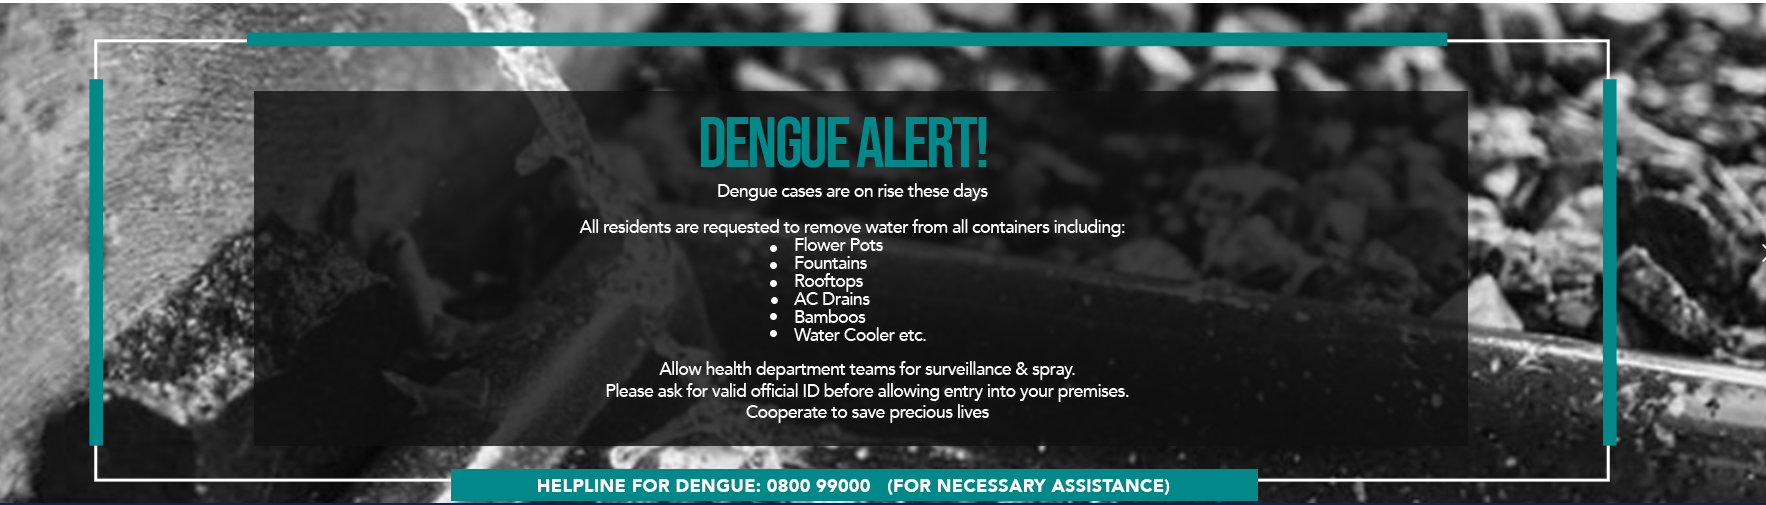 DENGUE ALERT!
Dengue cases are on rise these days
All residents are requested to remove water from all containers including:
• Flower Pots
• Fountains
• Rooftops
• AC Drains
• Bamboos
• Water Cooler etc.
Allow health department teams for surveillance & spray.
Please ask for valid official ID before allowing entry into your premises.
Cooperate to save precious lives
HELPLINE FOR DENGUE: 0800 99000 (FOR NECESSARY ASSISTANCE)